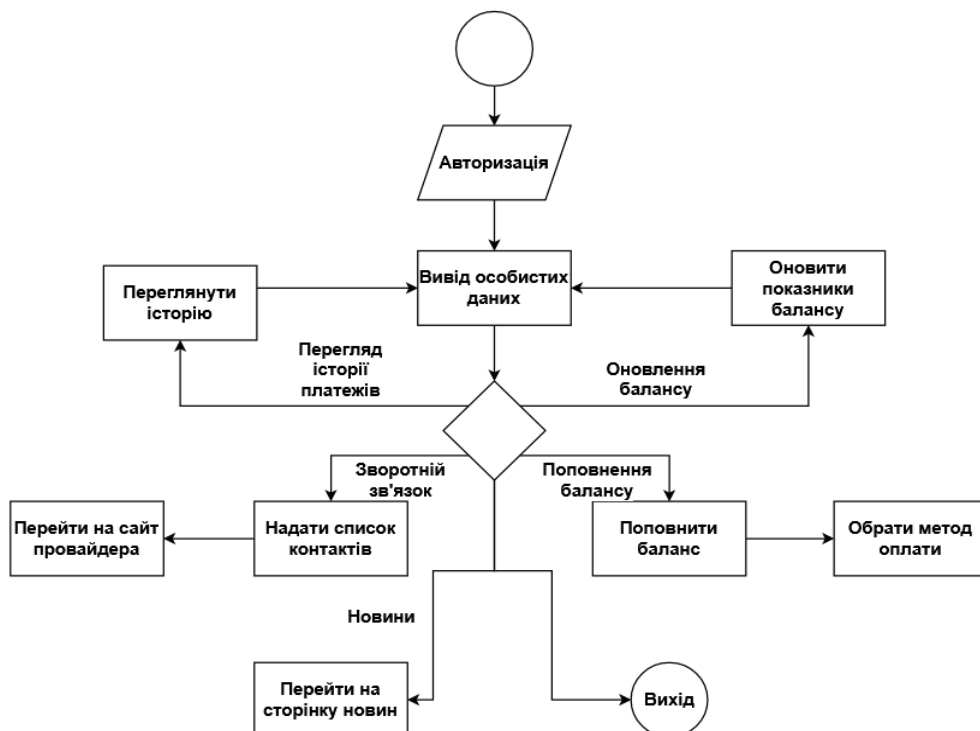 Авторизація
Переглянути
історію
Вивід особистих
даних
Оновити
показники
балансу
Перегляд
історії
платежів
Оновлення
балансу
Зворотній
зв'язок
Поповнення
балансу
Перейти на сайт
провайдера
Надати список
контактів
Поповнити
баланс
Обрати метод
оплати
Новини
Перейти на
сторінку новин
Вихід